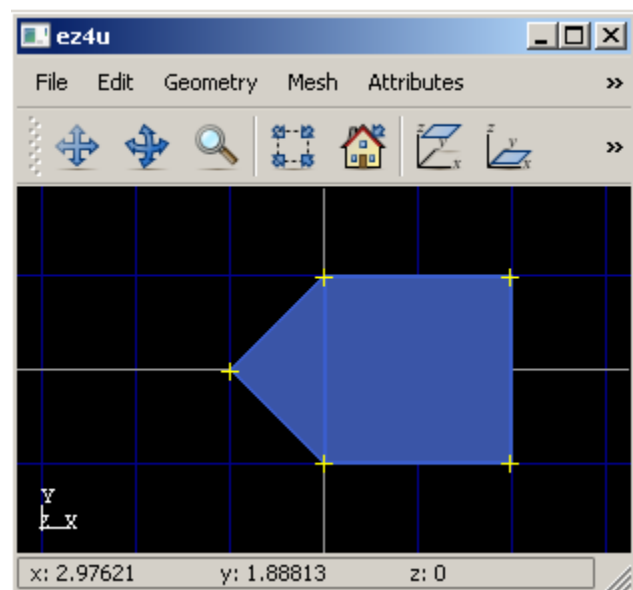 ez4u
File Edit Geometry Mesh Attributes »
z y x z y x »
Y
z X
x: 2.97621 y: 1.88813 z: 0